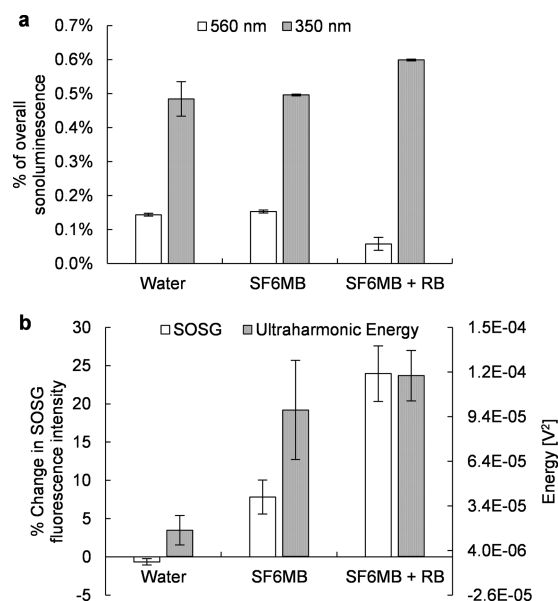 a
560 nm 350 nm
% of overall
sonoluminescence
0.7%
0.6%
0.5%
0.4%
0.3%
0.2%
0.1%
0.0%
Water SF6MB SF6MB + RB
b
SOSG Ultraharmonic Energy
% Change in SOSG
fluorescence intensity
30
25
20
15
10
5
0
-5
Water SF6MB SF6MB + RB
1.5E-04
1.2E-04
9.4E-05
6.4E-05
3.4E-05
4.0E-06
-2.6E-05
Energy [V²]